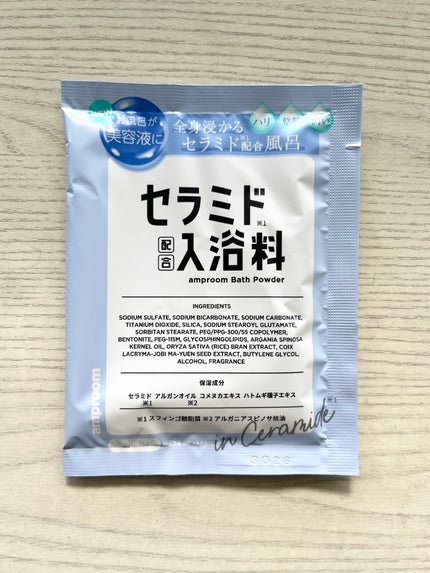 NEW
お風呂が
美容液に
全身浸かる
セラミド※1配合風呂
ハリ
セラミド※1
配合
入浴料
amproom Bath Powder
INGREDIENTS
SODIUM SULFATE, SODIUM BICARBONATE, SODIUM CARBONATE,
TITANIUM DIOXIDE, SILICA, SODIUM STEAROYL GLUTAMATE,
SORBITAN STEARATE, PEG/PPG-300/55 COPOLYMER,
BENTONITE, PEG-115M, GLYCOSPHINGOLIPIDS, ARGANIA SPINOSA
KERNEL OIL, ORYZA SATIVA (RICE) BRAN EXTRACT, COIX
LACRYMA-JOBI MA-YUEN SEED EXTRACT, BUTYLENE GLYCOL,
ALCOHOL, FRAGRANCE
保湿成分
セラミド アルガンオイル コメヌカエキス ハトムギ種子エキス
※1 ※2
※1 スフィンゴ糖脂質 ※2 アルガニアスピノサ核油
in Ceramide※1
amproom